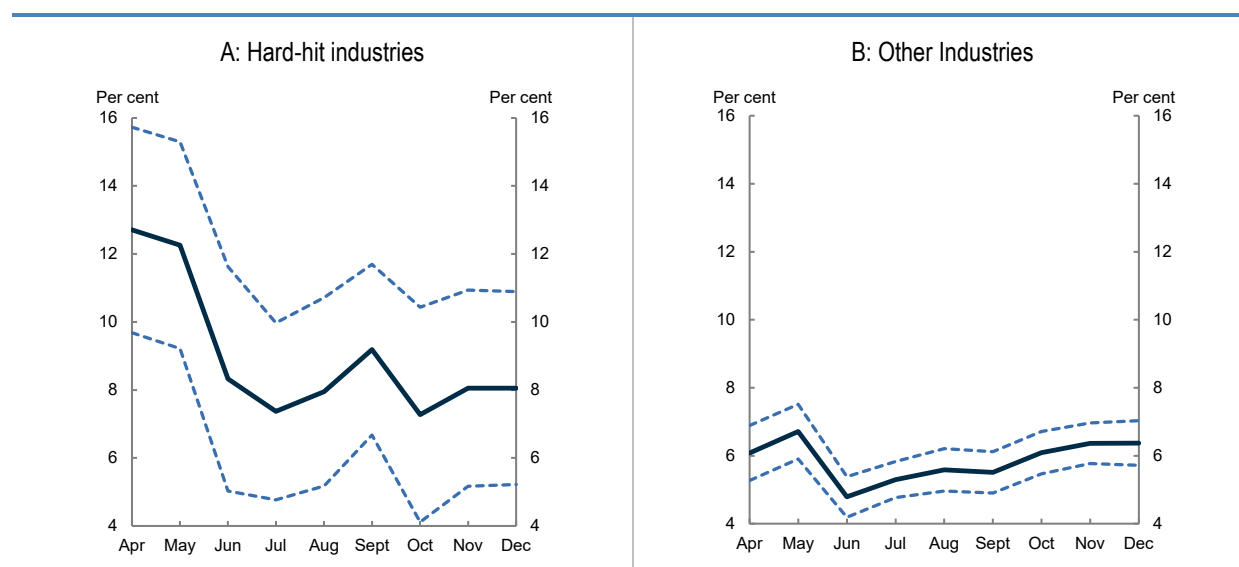 A: Hard-hit industries
Per cent Per cent
16 16
14 14
12 12
10 10
8 8
6 6
4 4
Apr May Jun Jul Aug Sept Oct Nov Dec
B: Other Industries
Per cent Per cent
16 16
14 14
12 12
10 10
8 8
6 6
4 4
Apr May Jun Jul Aug Sept Oct Nov Dec